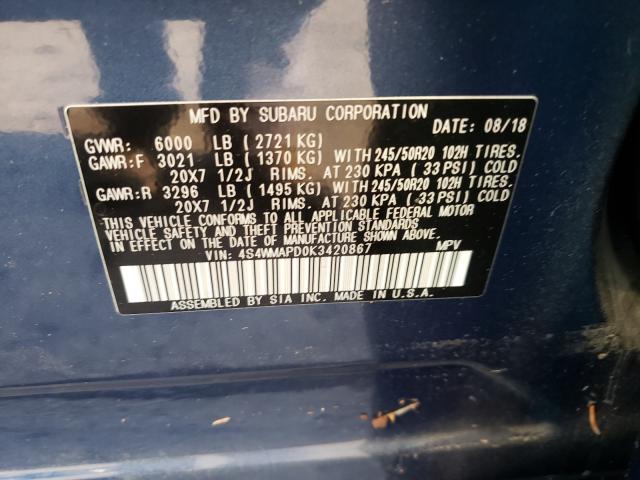 MFD BY SUBARU CORPORATION
DATE: 08/18
GVWR: 6000 LB (2721 KG)
GAWR:F 3021 LB (1370 KG) WITH 245/50R20 102H TIRES.
20X7 1/2J RIMS. AT 230 KPA (33 PSI) COLD
GAWR:R 3296 LB (1495 KG) WITH 245/50R20 102H TIRES.
20X7 1/2J RIMS. AT 230 KPA (33 PSI) COLD
THIS VEHICLE CONFORMS TO ALL APPLICABLE FEDERAL MOTOR
VEHICLE SAFETY AND THEFT PREVENTION STANDARDS
IN EFFECT ON THE DATE OF MANUFACTURE SHOWN ABOVE.
VIN: 4S4WMAPD0K3420867 MPV
ASSEMBLED BY SIA INC. MADE IN U.S.A.